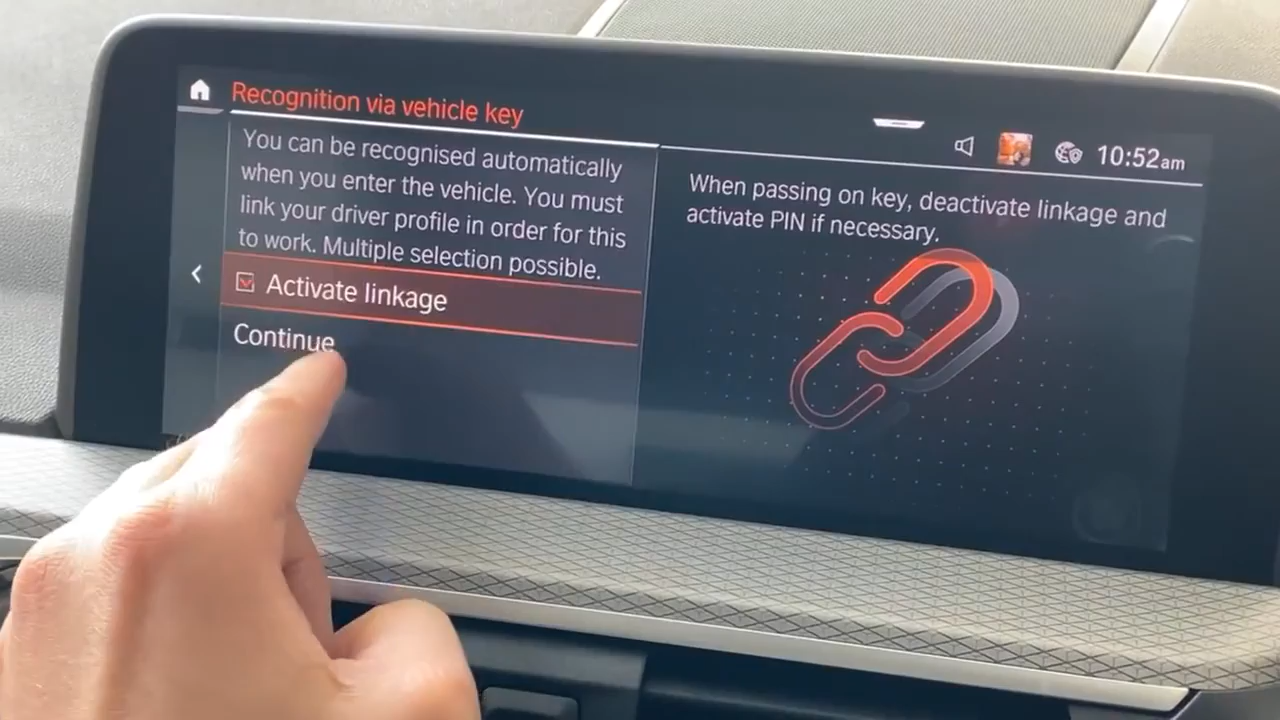 Recognition via vehicle key
10:52am
You can be recognised automatically
when you enter the vehicle. You must
link your driver profile in order for this
to work. Multiple selection possible.
Activate linkage
Continue
When passing on key, deactivate linkage and
activate PIN if necessary.